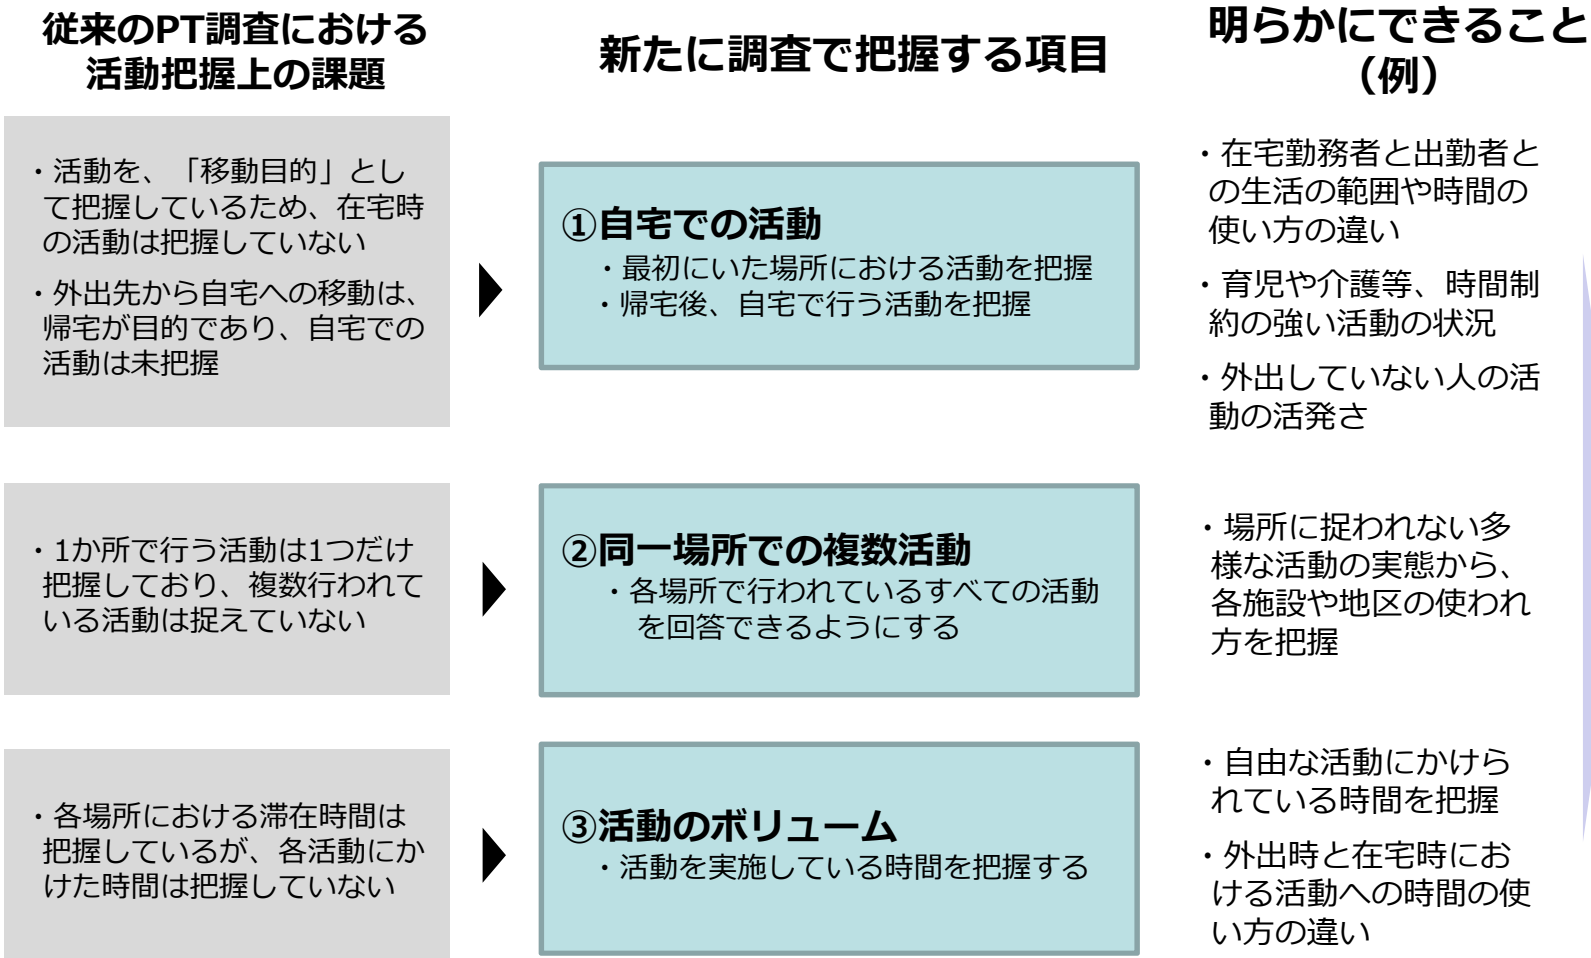 従来のPT調査における
活動把握上の課題
新たに調査で把握する項目
明らかにできること
（例）
・活動を、「移動目的」とし
て把握しているため、在宅時
の活動は把握していない
・外出先から自宅への移動は、
帰宅が目的であり、自宅での
活動は未把握
①自宅での活動
・最初にいた場所における活動を把握
・帰宅後、自宅で行う活動を把握
・在宅勤務者と出勤者と
の生活の範囲や時間の
使い方の違い
・育児や介護等、時間制
約の強い活動の状況
・外出していない人の活
動の活発さ
・1か所で行う活動は1つだけ
把握しており、複数行われて
いる活動は捉えていない
②同一場所での複数活動
・各場所で行われているすべての活動
を回答できるようにする
・場所に捉われない多
様な活動の実態から、
各施設や地区の使われ
方を把握
・各場所における滞在時間は
把握しているが、各活動にか
けた時間は把握していない
③活動のボリューム
・活動を実施している時間を把握する
・自由な活動にかけら
れている時間を把握
・外出時と在宅時にお
ける活動への時間の使
い方の違い